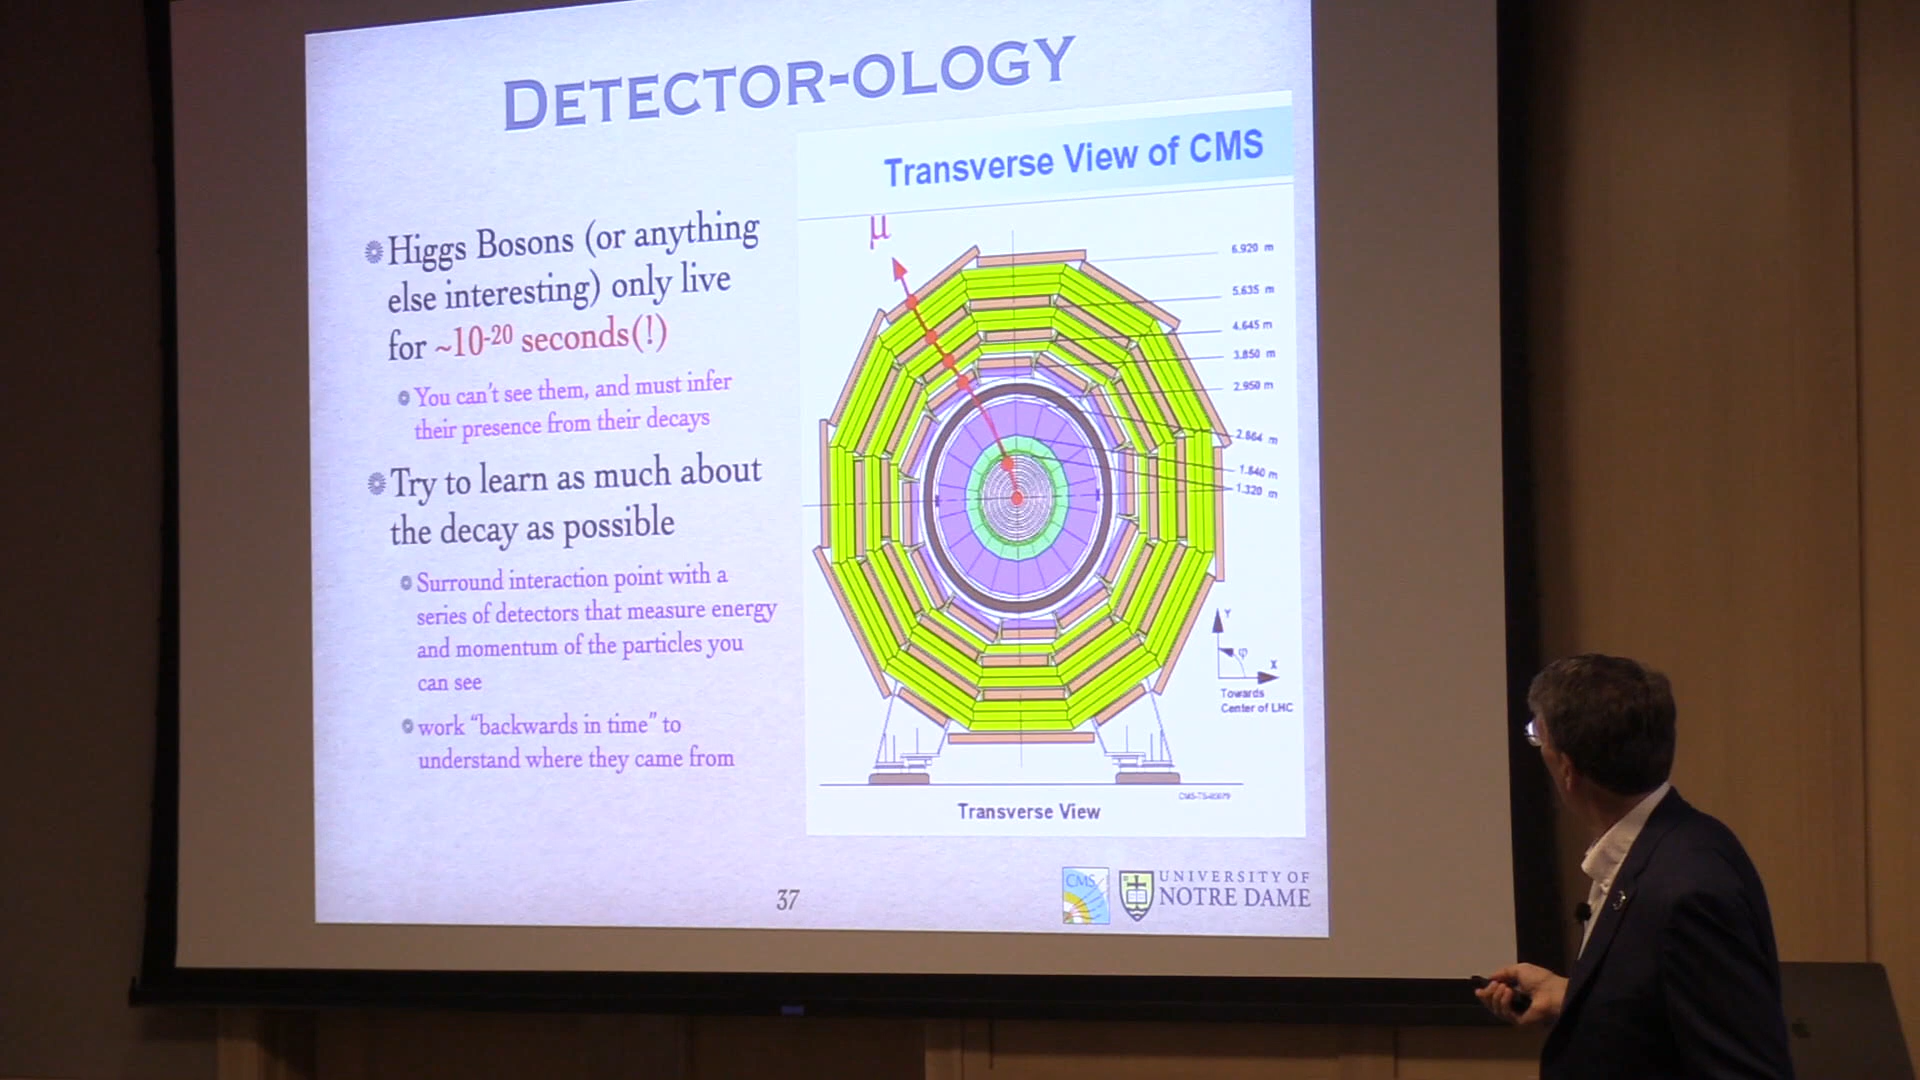 DETECTOR-OLOGY
Transverse View of CMS
Higgs Bosons (or anything
else interesting) only live
for ~10-20 seconds(!)
You can't see them, and must infer
their presence from their decays
Try to learn as much about
the decay as possible
Surround interaction point with a
series of detectors that measure energy
and momentum of the particles you
can see
work “backwards in time” to
understand where they came from
μ
6.920 m
5.635 m
4.645 m
3.850 m
2.950 m
2.864 m
1.840 m
1.320 m
Y
φ
X
Towards
Center of LHC
Transverse View
37
CMS
UNIVERSITY OF
NOTRE DAME